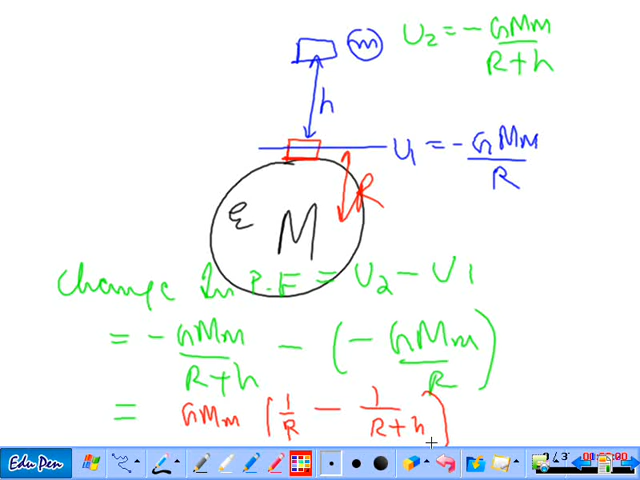 m
U2 = - GMm / R+h
h
U1 = - GMm / R
R
M
Change In P.E = U2 - U1
= - GMm / R+h - (- GMm / R)
= GMm (1/R - 1/R+h)
Edu Pen